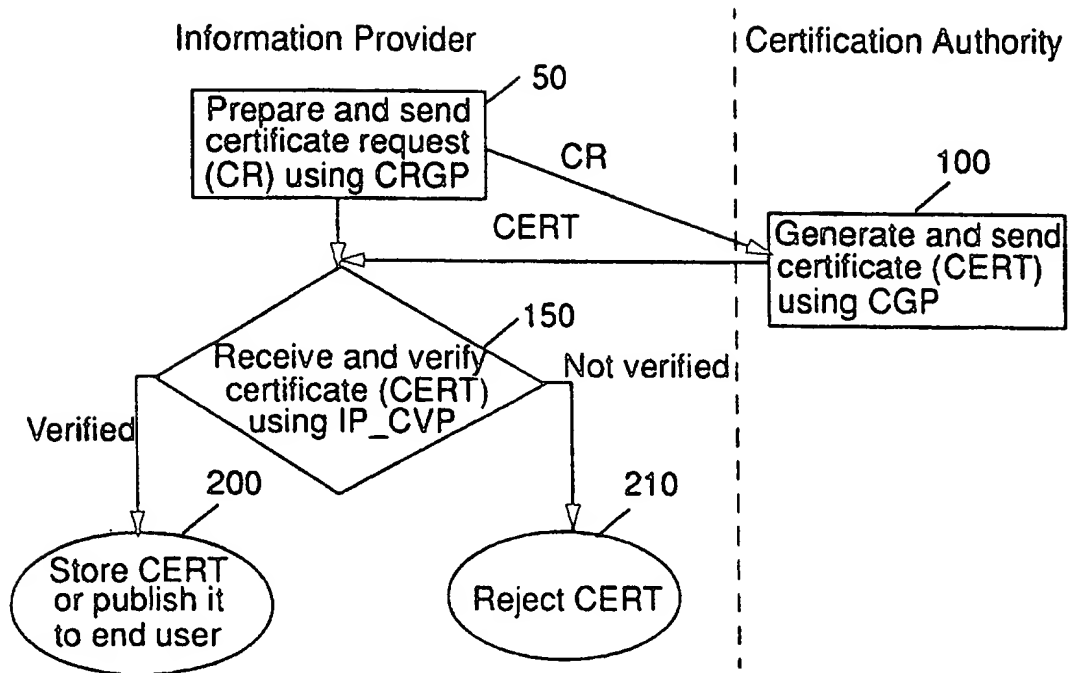 Information Provider
Certification Authority
50
Prepare and send
certificate request
(CR) using CRGP
CR
100
CERT
Generate and send
certificate (CERT)
using CGP
150
Receive and verify
certificate (CERT)
using IP_CVP
Not verified
Verified
200
210
Store CERT
or publish it
to end user
Reject CERT